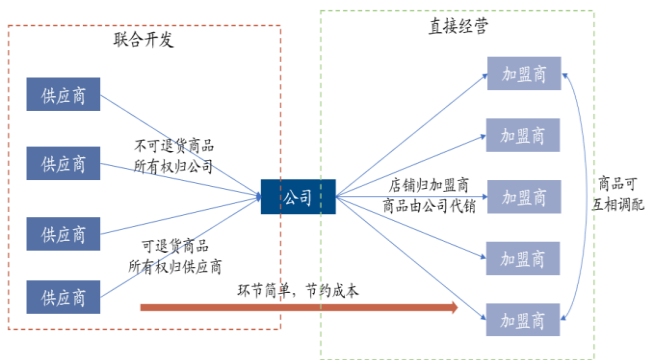 联合开发
直接经营
供应商
供应商
供应商
供应商
不可退货商品
所有权归公司
可退货商品
所有权归供应商
公司
店铺归加盟商
商品由公司代销
加盟商
加盟商
加盟商
加盟商
加盟商
商品可
互相调配
环节简单，节约成本